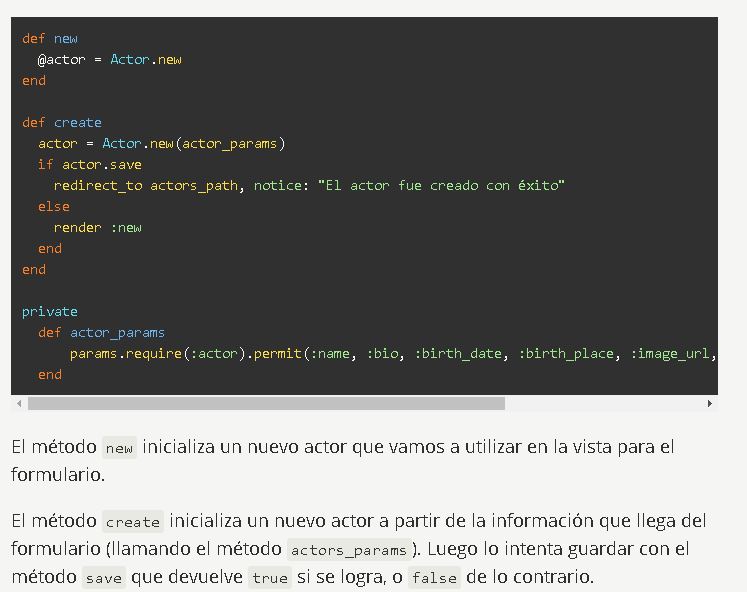 def new
  @actor = Actor.new
end

def create
  actor = Actor.new(actor_params)
  if actor.save
    redirect_to actors_path, notice: "El actor fue creado con éxito"
  else
    render :new
  end
end

private
  def actor_params
      params.require(:actor).permit(:name, :bio, :birth_date, :birth_place, :image_url,
  end
El método new inicializa un nuevo actor que vamos a utilizar en la vista para el
formulario.
El método create inicializa un nuevo actor a partir de la información que llega del
formulario (llamando el método actors_params). Luego lo intenta guardar con el
método save que devuelve true si se logra, o false de lo contrario.